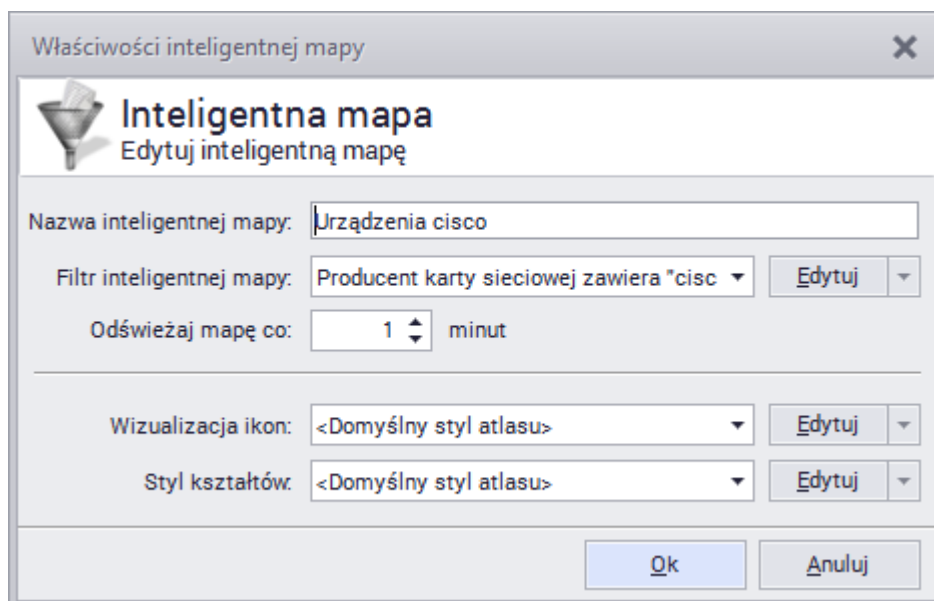 Właściwości inteligentnej mapy
Inteligentna mapa
Edytuj inteligentną mapę
Nazwa inteligentnej mapy: Urządzenia cisco
Filtr inteligentnej mapy: Producent karty sieciowej zawiera "cisc Edytuj
Odświeżaj mapę co: 1 minut
Wizualizacja ikon: <Domyślny styl atlasu> Edytuj
Styl kształtów: <Domyślny styl atlasu> Edytuj
Ok Anuluj